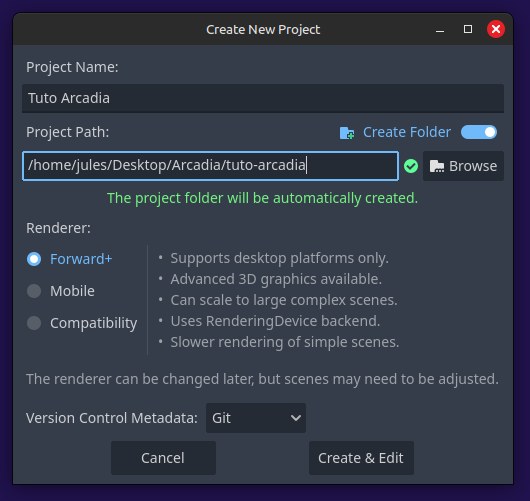 Create New Project
Project Name:
Tuto Arcadia
Project Path:
Create Folder
/home/jules/Desktop/Arcadia/tuto-arcadia
Browse
The project folder will be automatically created.
Renderer:
Forward+
Mobile
Compatibility
• Supports desktop platforms only.
• Advanced 3D graphics available.
• Can scale to large complex scenes.
• Uses RenderingDevice backend.
• Slower rendering of simple scenes.
The renderer can be changed later, but scenes may need to be adjusted.
Version Control Metadata: Git
Cancel
Create & Edit